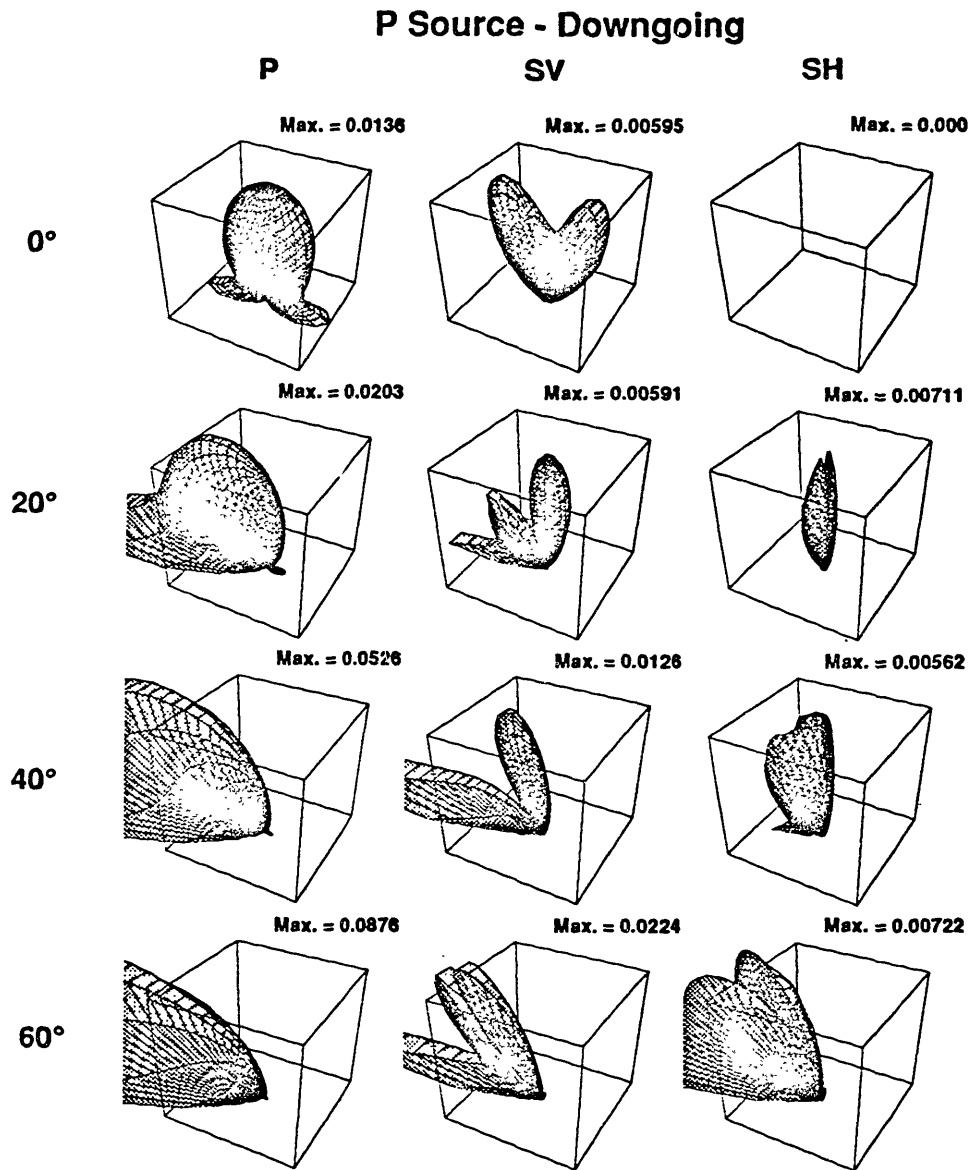 P Source - Downgoing
P SV SH
Max. = 0.0136 Max. = 0.00595 Max. = 0.000
0°
Max. = 0.0203 Max. = 0.00591 Max. = 0.00711
20°
Max. = 0.0526 Max. = 0.0126 Max. = 0.00562
40°
Max. = 0.0876 Max. = 0.0224 Max. = 0.00722
60°